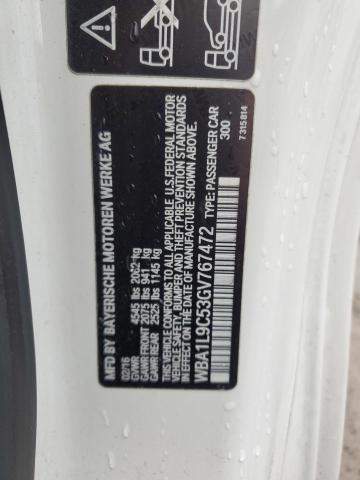 MFD BY BAYERISCHE MOTOREN WERKE AG
02/16
GVWR 4545 lbs 2062 kg
GAWR FRONT 2075 lbs 941 kg
GAWR REAR 2525 lbs 1145 kg
THIS VEHICLE CONFORMS TO ALL APPLICABLE U.S. FEDERAL MOTOR
VEHICLE SAFETY, BUMPER AND THEFT PREVENTION STANDARDS
IN EFFECT ON THE DATE OF MANUFACTURE SHOWN ABOVE.
WBA1L9C53GV767472
TYPE: PASSENGER CAR
300
7 315 814